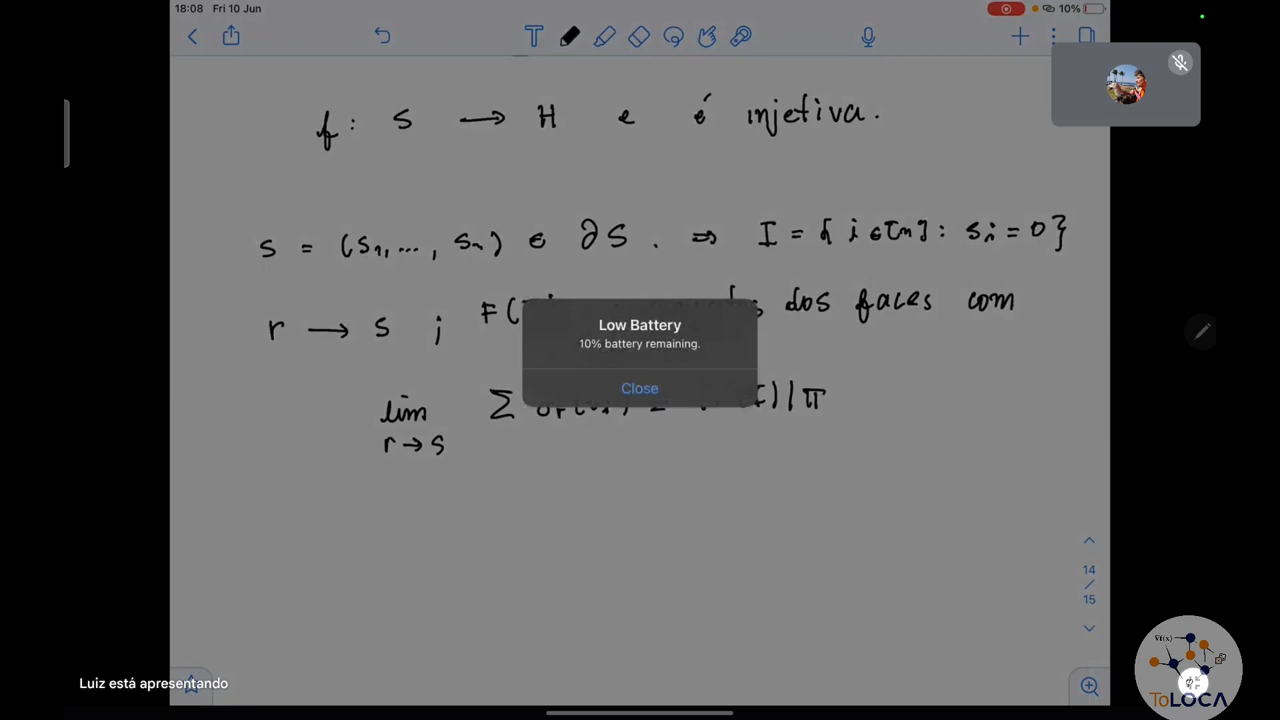 18:08 Fri 10 Jun
10%
f: S → H e é injetiva.
s = (s₁, ..., sₙ) ∈ ∂S. ⇒ I = { i ∈ [n] : sᵢ = 0 }
r → s ; F( dos faces com
Low Battery
10% battery remaining.
Close
lim r → s Σ )| π
14
/
15
Luiz está apresentando
∇f(x)
ToLOCA